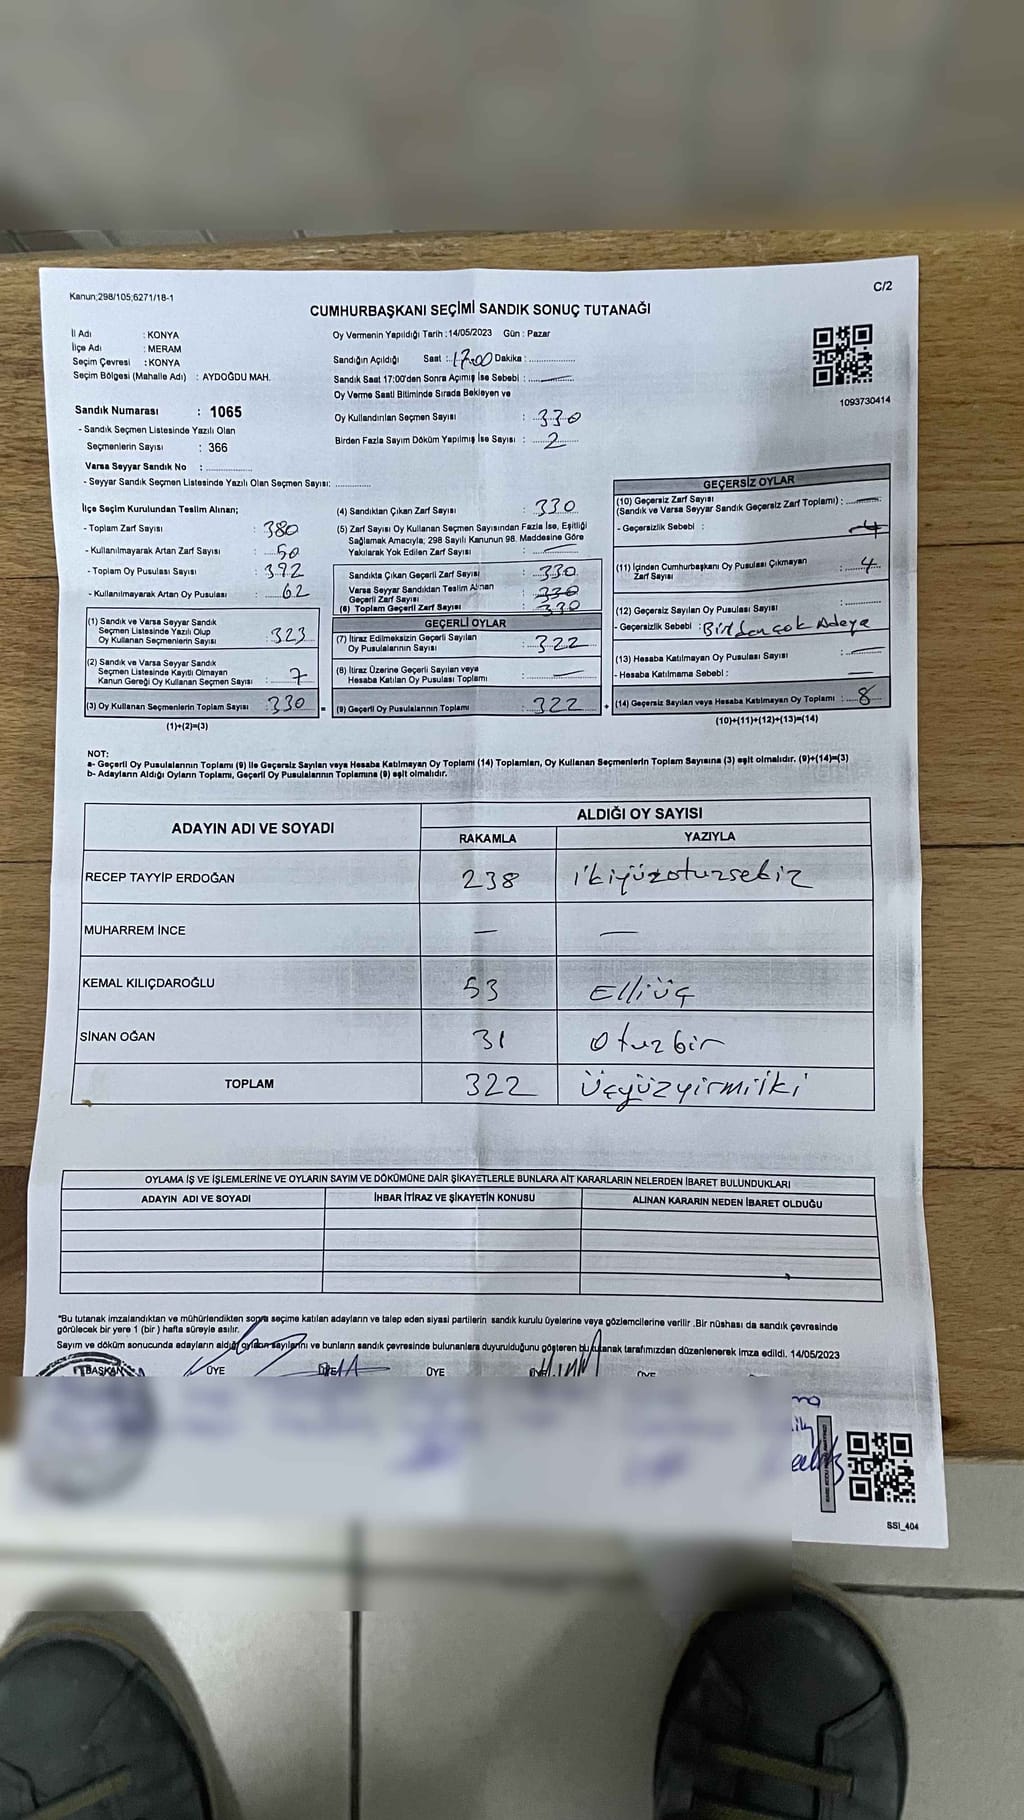 Kanun;298/105;6271/18-1
C/2
CUMHURBAŞKANI SEÇİMİ SANDIK SONUÇ TUTANAĞI
İl Adı : KONYA
İlçe Adı : MERAM
Seçim Çevresi : KONYA
Seçim Bölgesi (Mahalle Adı) : AYDOĞDU MAH.
Sandık Numarası : 1065
- Sandık Seçmen Listesinde Yazılı Olan
Seçmenlerin Sayısı : 366
Varsa Seyyar Sandık No : ..............
- Seyyar Sandık Seçmen Listesinde Yazılı Olan Seçmen Sayısı: ............
Oy Vermenin Yapıldığı Tarih : 14/05/2023 Gün : Pazar
Sandığın Açıldığı Saat : 17:00 Dakika : ..............
Sandık Saat 17:00'den Sonra Açımış İse Sebebi : —
Oy Verme Saati Bitiminde Sırada Bekleyen ve
Oy Kullandırılan Seçmen Sayısı : 330
Birden Fazla Sayım Döküm Yapılmış İse Sayısı : 2
1093730414
İlçe Seçim Kurulundan Teslim Alınan;
- Toplam Zarf Sayısı : 380
- Kullanılmayarak Artan Zarf Sayısı : 50
- Toplam Oy Pusulası Sayısı : 392
- Kullanılmayarak Artan Oy Pusulası : 62
(1) Sandık ve Varsa Seyyar Sandık
Seçmen Listesinde Yazılı Olup
Oy Kullanan Seçmenlerin Sayısı : 323
(2) Sandık ve Varsa Seyyar Sandık
Seçmen Listesinde Kayıtlı Olmayan
Kanun Gereği Oy Kullanan Seçmen Sayısı : 7
(3) Oy Kullanan Seçmenlerin Toplam Sayısı : 330
(1)+(2)=(3)
(4) Sandıktan Çıkan Zarf Sayısı : 330
(5) Zarf Sayısı Oy Kullanan Seçmen Sayısından Fazla İse, Eşitliği
Sağlamak Amacıyla; 298 Sayılı Kanunun 98. Maddesine Göre
Yakılarak Yok Edilen Zarf Sayısı : —
Sandıkta Çıkan Geçerli Zarf Sayısı : 330
Varsa Seyyar Sandıktan Teslim Alınan
Geçerli Zarf Sayısı : 330
(6) Toplam Geçerli Zarf Sayısı : 330
GEÇERLİ OYLAR
(7) İtiraz Edilmeksizin Geçerli Sayılan
Oy Pusulalarının Sayısı : 322
(8) İtiraz Üzerine Geçerli Sayılan veya
Hesaba Katılan Oy Pusulası Toplamı : —
(9) Geçerli Oy Pusulalarının Toplamı : 322
GEÇERSİZ OYLAR
(10) Geçersiz Zarf Sayısı
(Sandık ve Varsa Seyyar Sandık Geçersiz Zarf Toplamı) : —
- Geçersizlik Sebebi : 4
(11) İçinden Cumhurbaşkanı Oy Pusulası Çıkmayan
Zarf Sayısı : 4
(12) Geçersiz Sayılan Oy Pusulası Sayısı : ............
- Geçersizlik Sebebi : Birden çok Adaya
(13) Hesaba Katılmayan Oy Pusulası Sayısı : —
- Hesaba Katılmama Sebebi : —
(14) Geçersiz Sayılan veya Hesaba Katılmayan Oy Toplamı : 8
(10)+(11)+(12)+(13)=(14)
NOT:
a- Geçerli Oy Pusulalarının Toplamı (9) ile Geçersiz Sayılan veya Hesaba Katılmayan Oy Toplamı (14) Toplamları, Oy Kullanan Seçmenlerin Toplam Sayısına (3) eşit olmalıdır. (9)+(14)=(3)
b- Adayların Aldığı Oyların Toplamı, Geçerli Oy Pusulalarının Toplamına (9) eşit olmalıdır.
ADAYIN ADI VE SOYADI
ALDIĞI OY SAYISI
RAKAMLA YAZIYLA
RECEP TAYYİP ERDOĞAN 238 ikiyüzotuzsekiz
MUHARREM İNCE — —
KEMAL KILIÇDAROĞLU 53 Elliüç
SİNAN OĞAN 31 Otuzbir
TOPLAM 322 Üçyüzyirmiiki
OYLAMA İŞ VE İŞLEMLERİNE VE OYLARIN SAYIM VE DÖKÜMÜNE DAİR ŞİKAYETLERLE BUNLARA AİT KARARLARIN NELERDEN İBARET BULUNDUKLARI
ADAYIN ADI VE SOYADI İHBAR İTİRAZ VE ŞİKAYETİN KONUSU ALINAN KARARIN NEDEN İBARET OLDUĞU
*Bu tutanak imzalandıktan ve mühürlendikten sonra seçime katılan adayların ve talep eden siyasi partilerin sandık kurulu üyelerine veya gözlemcilerine verilir .Bir nüshası da sandık çevresinde
görülecek bir yere 1 (bir) hafta süreyle asılır.
Sayım ve döküm sonucunda adayların aldığı oyların sayılarını ve bunların sandık çevresinde bulunanlara duyurulduğunu gösteren bu tutanak tarafımızdan düzenlenerek imza edildi. 14/05/2023
BAŞKAN ÜYE ÜYE ÜYE ÜYE ÜYE
SSI_404